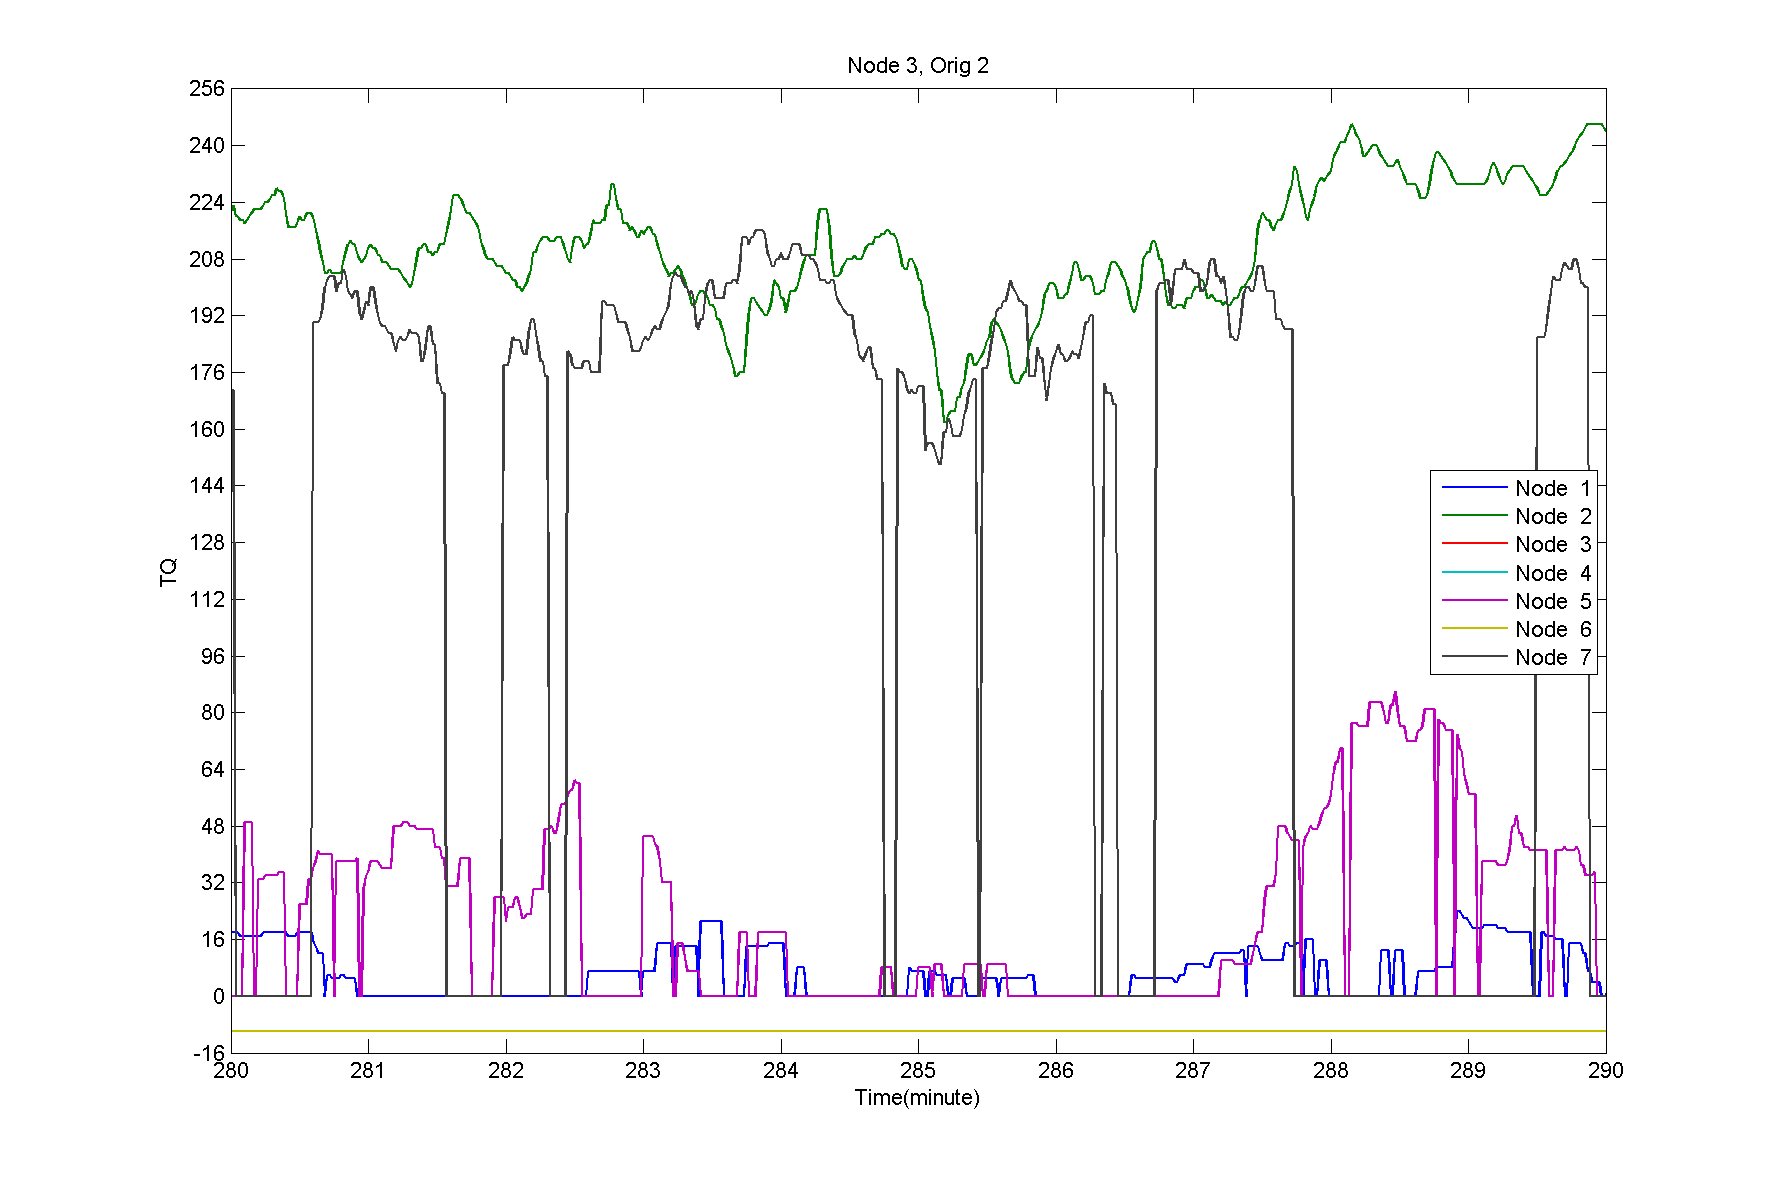 Node 3, Orig 2
256
240
224
208
192
176
160
144
128
112
96
80
64
48
32
16
0
-16
TQ
Node 1
Node 2
Node 3
Node 4
Node 5
Node 6
Node 7
280 281 282 283 284 285 286 287 288 289 290
Time(minute)